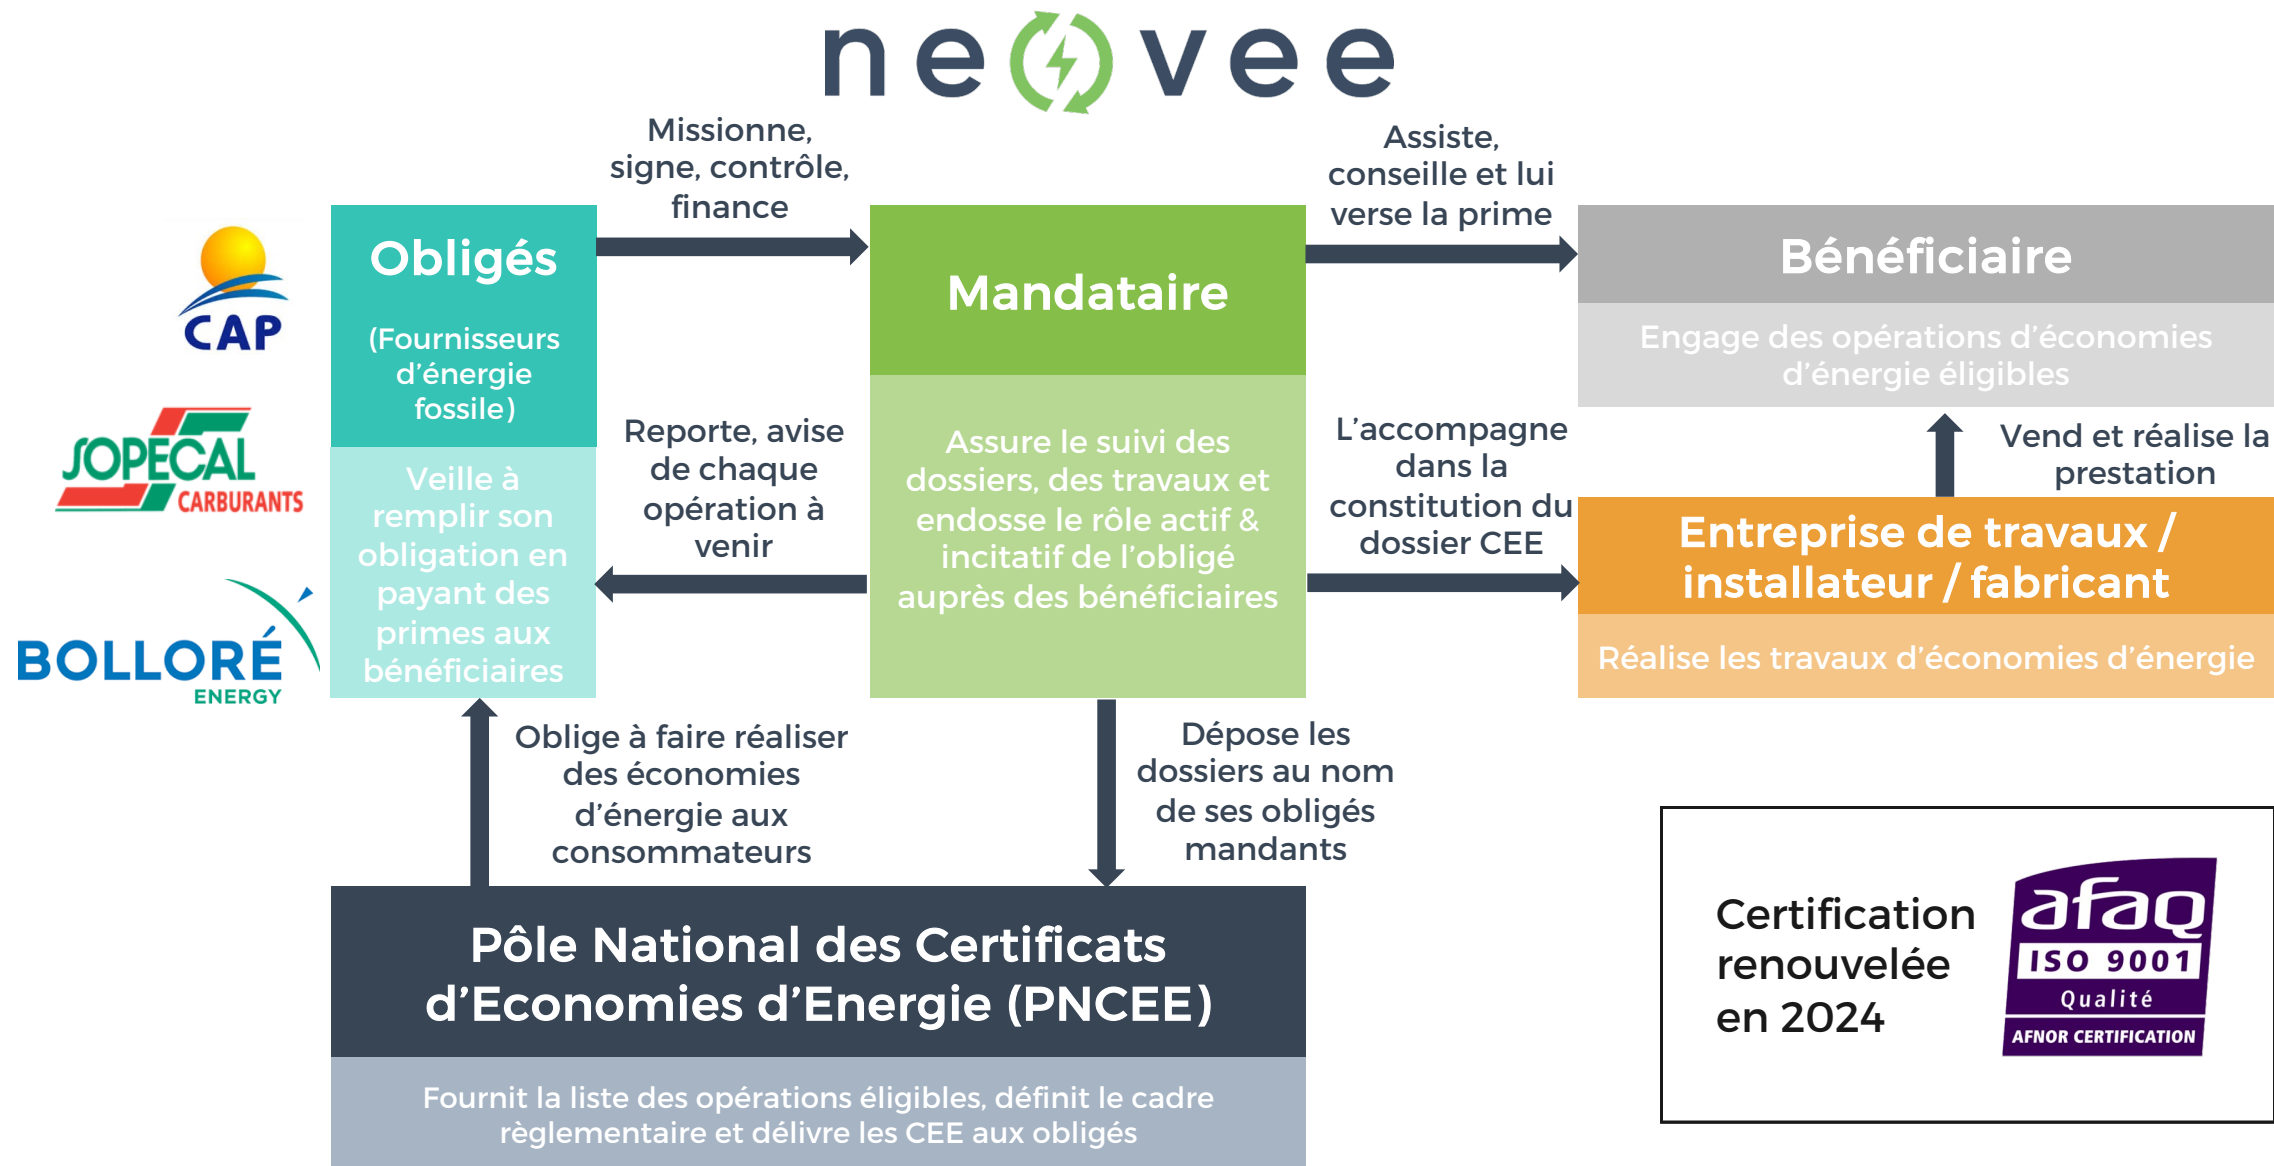 neovee
Missionne,
signe, contrôle,
finance
Assiste,
conseille et lui
verse la prime
CAP
SOPECAL
CARBURANTS
BOLLORÉ
ENERGY
Obligés
(Fournisseurs
d’énergie
fossile)
Veille à
remplir son
obligation en
payant des
primes aux
bénéficiaires
Reporte, avise
de chaque
opération à
venir
Mandataire
Assure le suivi des
dossiers, des travaux et
endosse le rôle actif &
incitatif de l’obligé
auprès des bénéficiaires
L’accompagne
dans la
constitution du
dossier CEE
Bénéficiaire
Engage des opérations d’économies
d’énergie éligibles
Vend et réalise la
prestation
Entreprise de travaux /
installateur / fabricant
Réalise les travaux d’économies d’énergie
Oblige à faire réaliser
des économies
d’énergie aux
consommateurs
Dépose les
dossiers au nom
de ses obligés
mandants
Pôle National des Certificats
d’Economies d’Energie (PNCEE)
Fournit la liste des opérations éligibles, définit le cadre
règlementaire et délivre les CEE aux obligés
Certification
renouvelée
en 2024
afaq
ISO 9001
Qualité
AFNOR CERTIFICATION